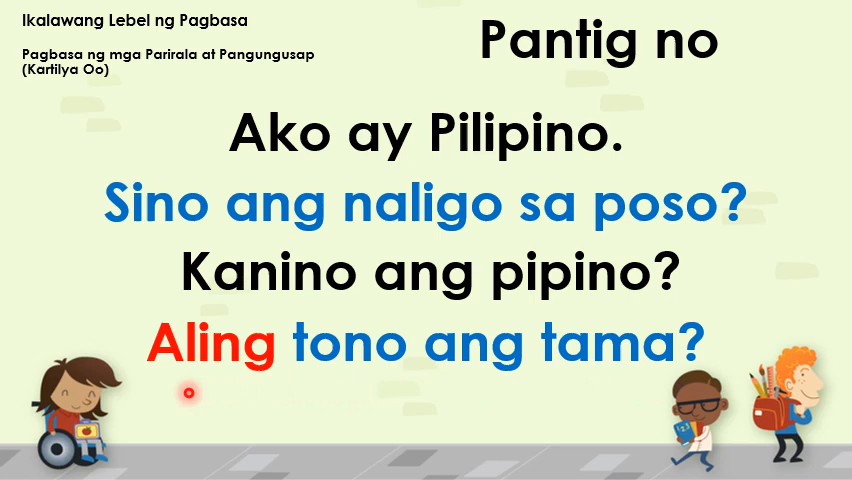 Ikalawang Lebel ng Pagbasa
Pagbasa ng mga Parirala at Pangungusap
(Kartilya Oo)
Pantig no
Ako ay Pilipino.
Sino ang naligo sa poso?
Kanino ang pipino?
Aling tono ang tama?